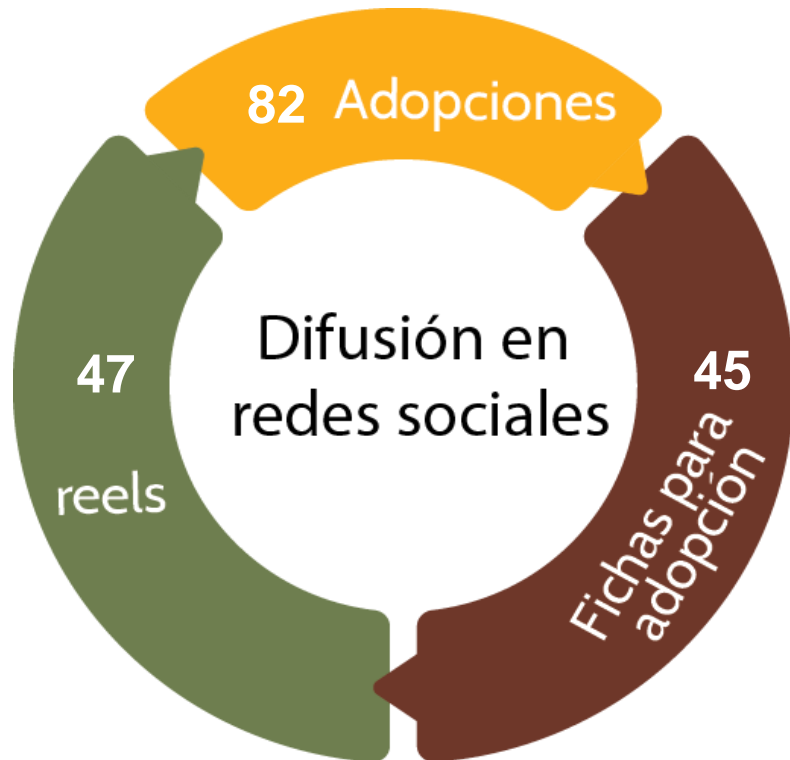 82 Adopciones
Difusión en
redes sociales
47
reels
45
Fichas para
adopción